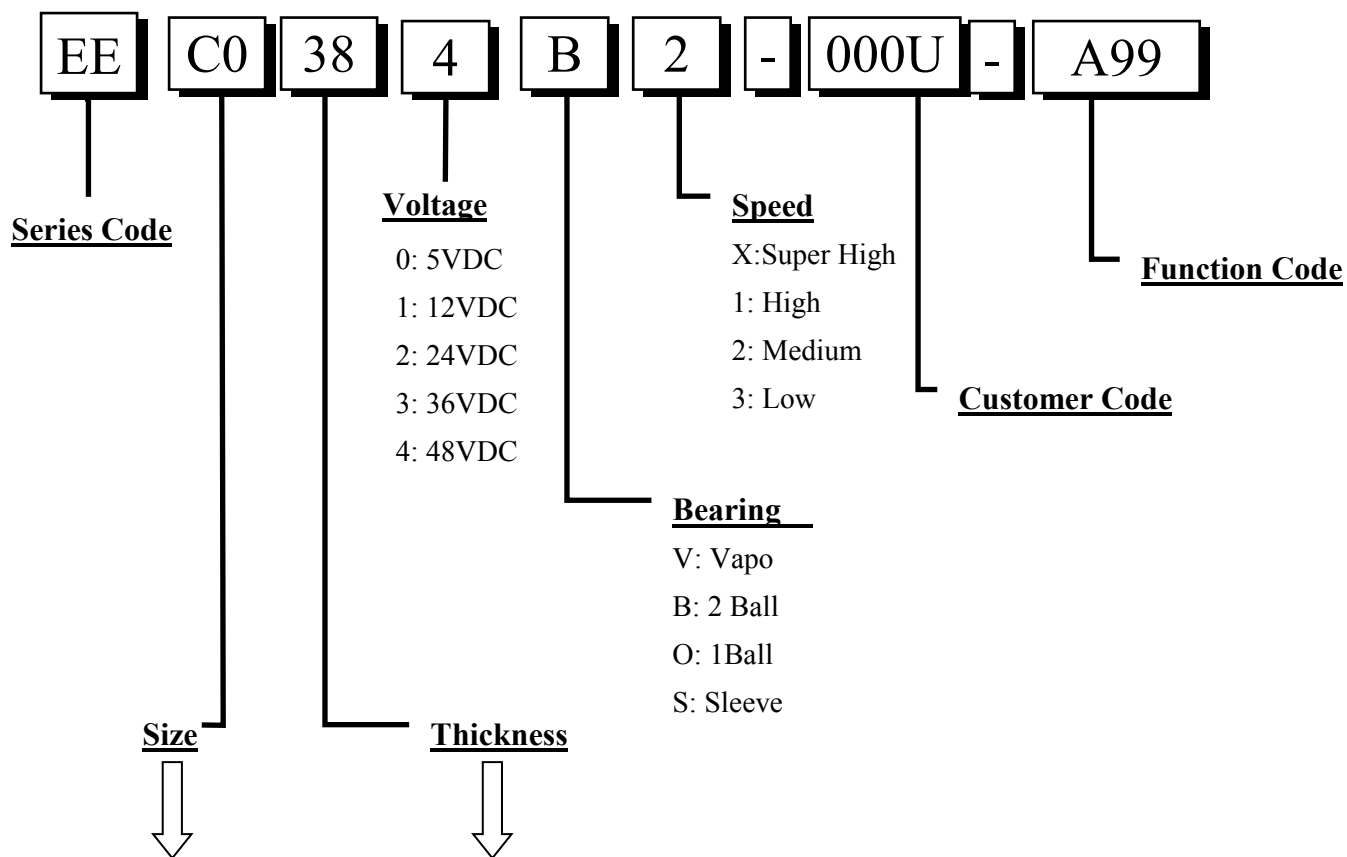 EE C0 38 4 B 2 - 000U - A99
Series Code
Voltage
0: 5VDC
1: 12VDC
2: 24VDC
3: 36VDC
4: 48VDC
Speed
X:Super High
1: High
2: Medium
3: Low
Function Code
Customer Code
Bearing
V: Vapo
B: 2 Ball
O: 1Ball
S: Sleeve
Size
Thickness